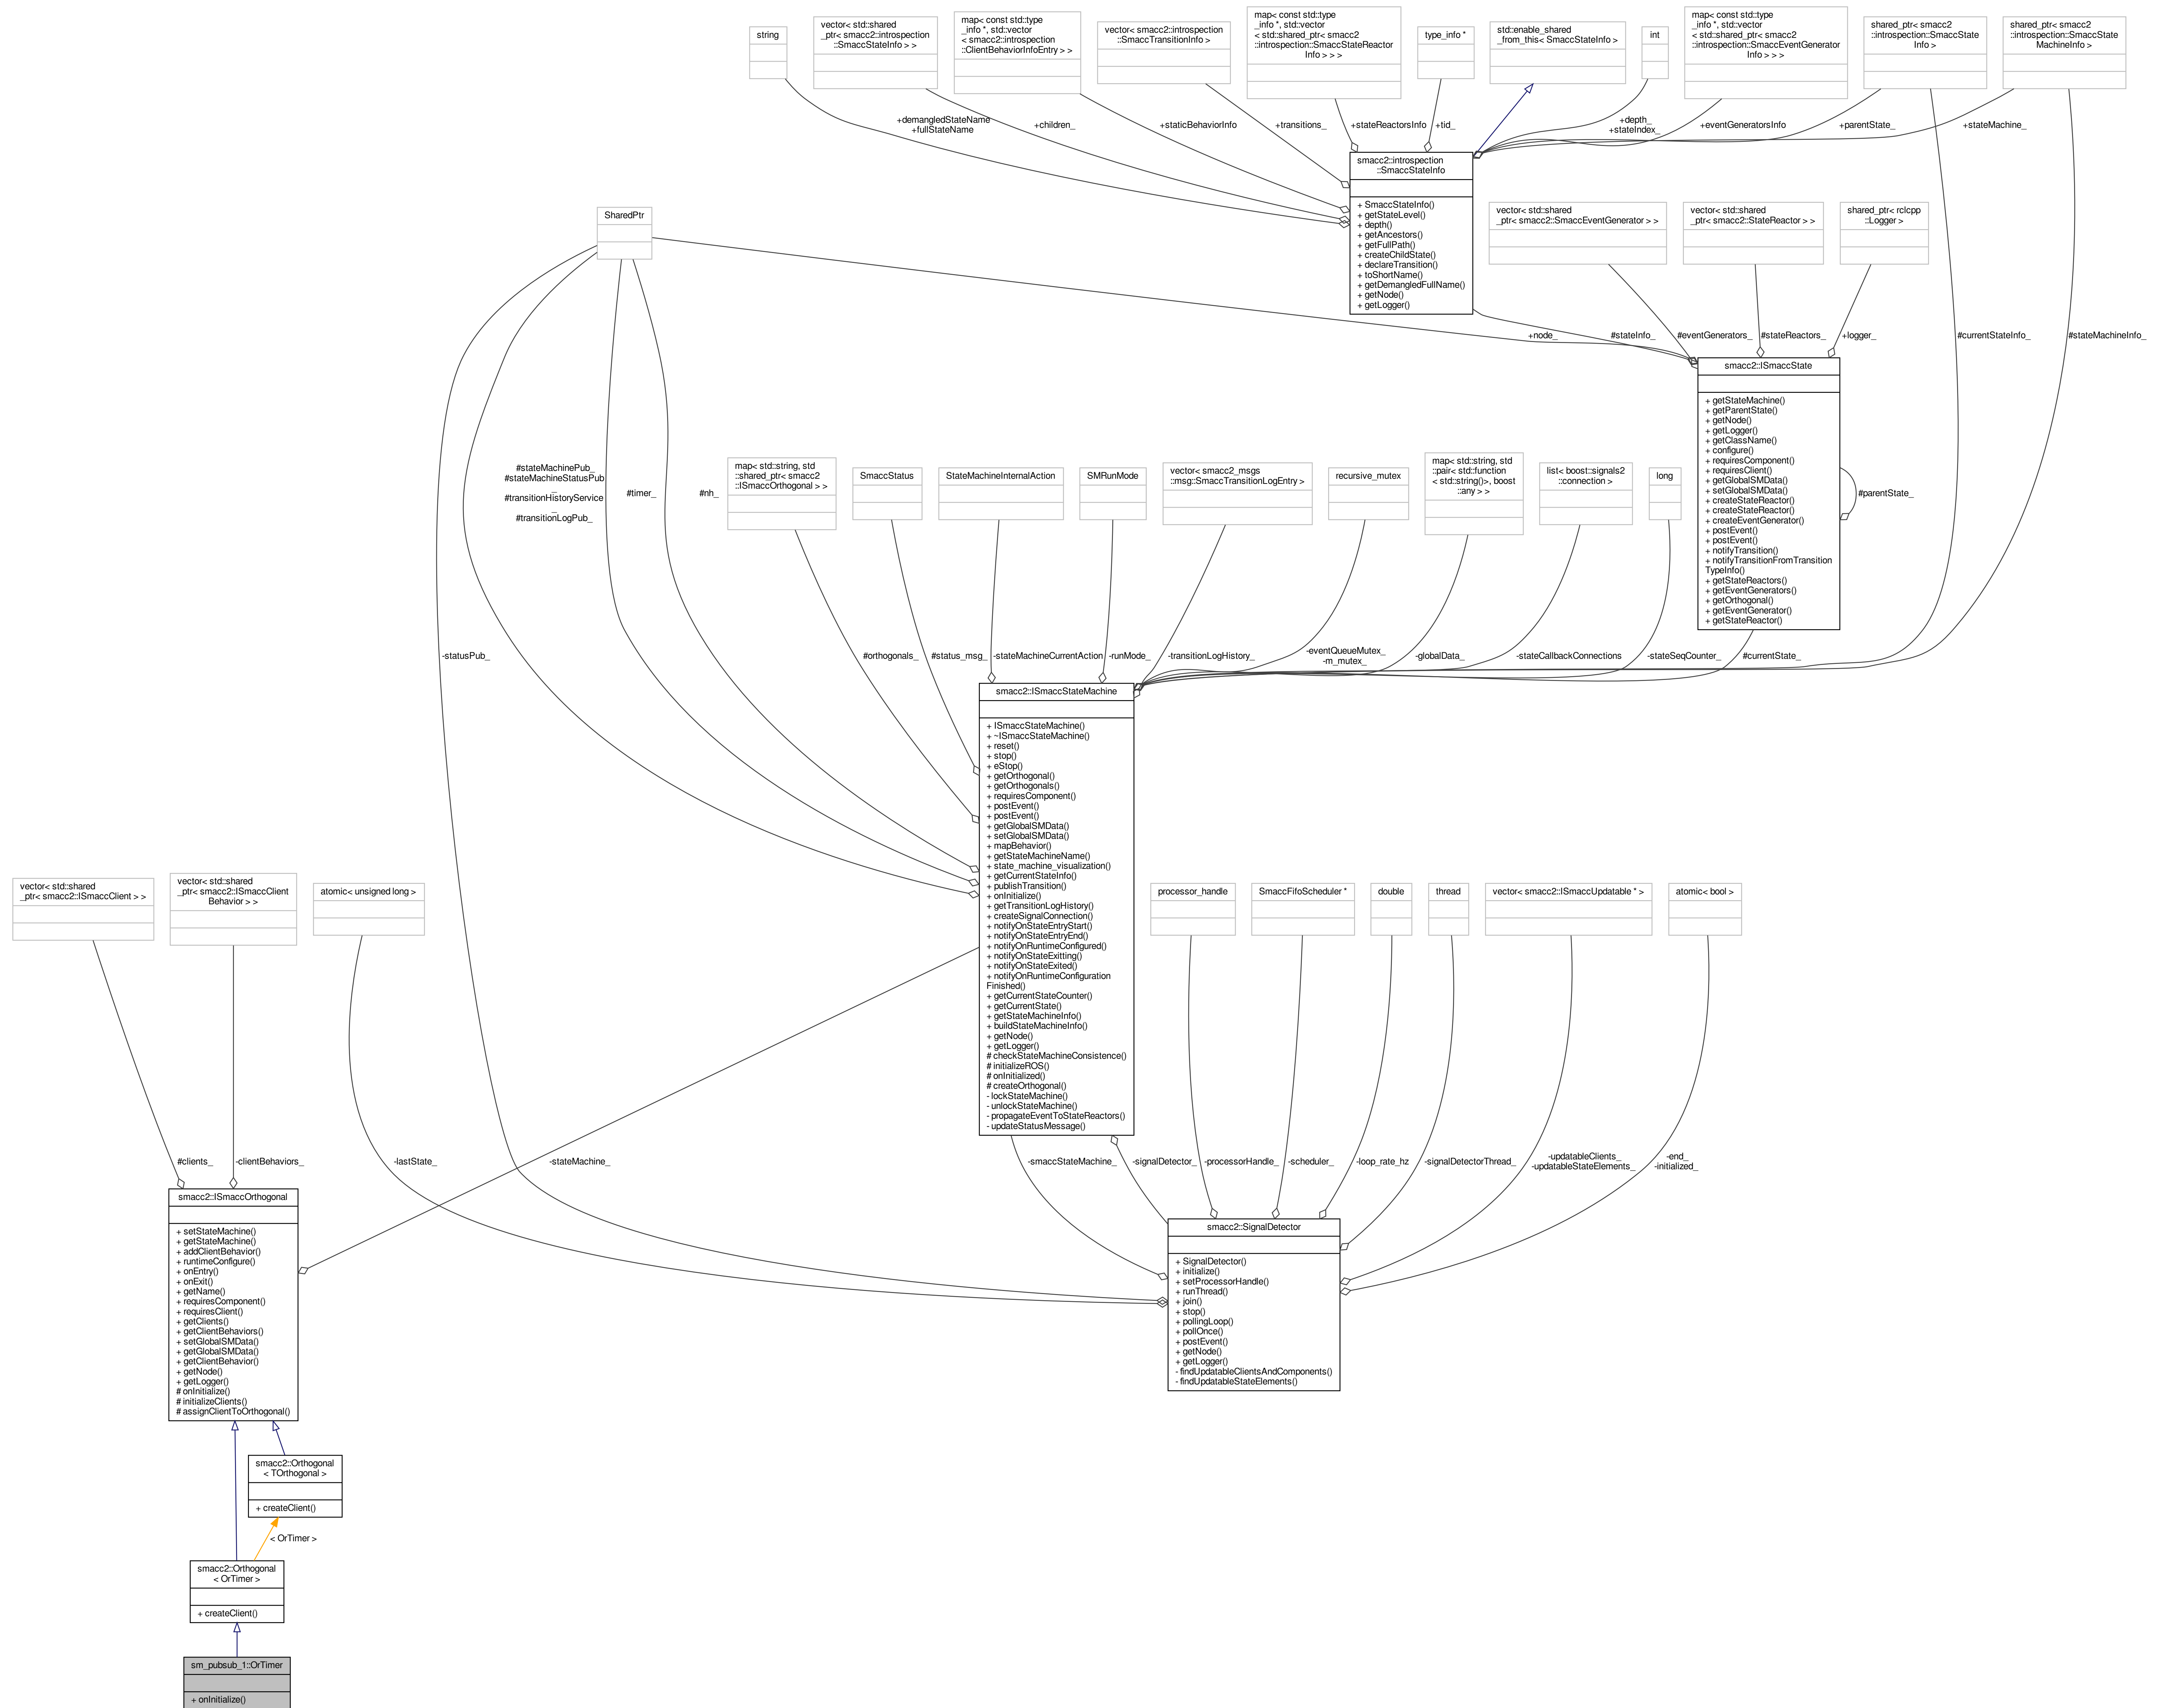 string
vector< std::shared
_ptr< smacc2::introspection
::SmaccStateInfo > >
map< const std::type
_info *, std::vector
< smacc2::introspection
::ClientBehaviorInfoEntry > >
vector< smacc2::introspection
::SmaccTransitionInfo >
map< const std::type
_info *, std::vector
< std::shared_ptr< smacc2
::introspection::SmaccStateReactor
Info > > >
type_info *
std::enable_shared
_from_this< SmaccStateInfo >
int
map< const std::type
_info *, std::vector
< std::shared_ptr< smacc2
::introspection::SmaccEventGenerator
Info > > >
shared_ptr< smacc2
::introspection::SmaccState
Info >
shared_ptr< smacc2
::introspection::SmaccState
MachineInfo >
+demangledStateName
+fullStateName
+children_
+staticBehaviorInfo
+transitions_
+stateReactorsInfo
+tid_
+depth_
+stateIndex_
+eventGeneratorsInfo
+parentState_
+stateMachine_
smacc2::introspection
::SmaccStateInfo
+ SmaccStateInfo()
+ getStateLevel()
+ depth()
+ getAncestors()
+ getFullPath()
+ createChildState()
+ declareTransition()
+ toShortName()
+ getDemangledFullName()
+ getNode()
+ getLogger()
SharedPtr
vector< std::shared
_ptr< smacc2::SmaccEventGenerator > >
vector< std::shared
_ptr< smacc2::StateReactor > >
shared_ptr< rclcpp
::Logger >
+node_
#stateInfo_
#eventGenerators_
#stateReactors_
+logger_
#currentStateInfo_
#stateMachineInfo_
smacc2::ISmaccState
+ getStateMachine()
+ getParentState()
+ getNode()
+ getLogger()
+ getClassName()
+ configure()
+ requiresComponent()
+ requiresClient()
+ getGlobalSMData()
+ setGlobalSMData()
+ createStateReactor()
+ createStateReactor()
+ createEventGenerator()
+ postEvent()
+ postEvent()
+ notifyTransition()
+ notifyTransitionFromTransition
TypeInfo()
+ getStateReactors()
+ getEventGenerators()
+ getOrthogonal()
+ getEventGenerator()
+ getStateReactor()
#parentState_
#stateMachinePub_
#stateMachineStatusPub
_
#transitionHistoryService
_
#transitionLogPub_
#timer_
#nh_
map< std::string, std
::shared_ptr< smacc2
::ISmaccOrthogonal > >
SmaccStatus
StateMachineInternalAction
SMRunMode
vector< smacc2_msgs
::msg::SmaccTransitionLogEntry >
recursive_mutex
map< std::string, std
::pair< std::function
< std::string()>, boost
::any > >
list< boost::signals2
::connection >
long
-statusPub_
#orthogonals_
#status_msg_
-stateMachineCurrentAction
-runMode_
-transitionLogHistory_
-eventQueueMutex_
-m_mutex_
-globalData_
-stateCallbackConnections
-stateSeqCounter_
#currentState_
smacc2::ISmaccStateMachine
+ ISmaccStateMachine()
+ ~ISmaccStateMachine()
+ reset()
+ stop()
+ eStop()
+ getOrthogonal()
+ getOrthogonals()
+ requiresComponent()
+ postEvent()
+ postEvent()
+ getGlobalSMData()
+ setGlobalSMData()
+ mapBehavior()
+ getStateMachineName()
+ state_machine_visualization()
+ getCurrentStateInfo()
+ publishTransition()
+ onInitialize()
+ getTransitionLogHistory()
+ createSignalConnection()
+ notifyOnStateEntryStart()
+ notifyOnStateEntryEnd()
+ notifyOnRuntimeConfigured()
+ notifyOnStateExitting()
+ notifyOnStateExited()
+ notifyOnRuntimeConfiguration
Finished()
+ getCurrentStateCounter()
+ getCurrentState()
+ getStateMachineInfo()
+ buildStateMachineInfo()
+ getNode()
+ getLogger()
# checkStateMachineConsistence()
# initializeROS()
# onInitialized()
# createOrthogonal()
- lockStateMachine()
- unlockStateMachine()
- propagateEventToStateReactors()
- updateStatusMessage()
vector< std::shared
_ptr< smacc2::ISmaccClient > >
vector< std::shared
_ptr< smacc2::ISmaccClient
Behavior > >
atomic< unsigned long >
processor_handle
SmaccFifoScheduler *
double
thread
vector< smacc2::ISmaccUpdatable * >
atomic< bool >
#clients_
-clientBehaviors_
-lastState_
-stateMachine_
-smaccStateMachine_
-signalDetector_
-processorHandle_
-scheduler_
-loop_rate_hz
-signalDetectorThread_
-updatableClients_
-updatableStateElements_
-end_
-initialized_
smacc2::ISmaccOrthogonal
+ setStateMachine()
+ getStateMachine()
+ addClientBehavior()
+ runtimeConfigure()
+ onEntry()
+ onExit()
+ getName()
+ requiresComponent()
+ requiresClient()
+ getClients()
+ getClientBehaviors()
+ setGlobalSMData()
+ getGlobalSMData()
+ getClientBehavior()
+ getNode()
+ getLogger()
# onInitialize()
# initializeClients()
# assignClientToOrthogonal()
smacc2::SignalDetector
+ SignalDetector()
+ initialize()
+ setProcessorHandle()
+ runThread()
+ join()
+ stop()
+ pollingLoop()
+ pollOnce()
+ postEvent()
+ getNode()
+ getLogger()
- findUpdatableClientsAndComponents()
- findUpdatableStateElements()
smacc2::Orthogonal
< TOrthogonal >
+ createClient()
< OrTimer >
smacc2::Orthogonal
< OrTimer >
+ createClient()
sm_pubsub_1::OrTimer
+ onInitialize()